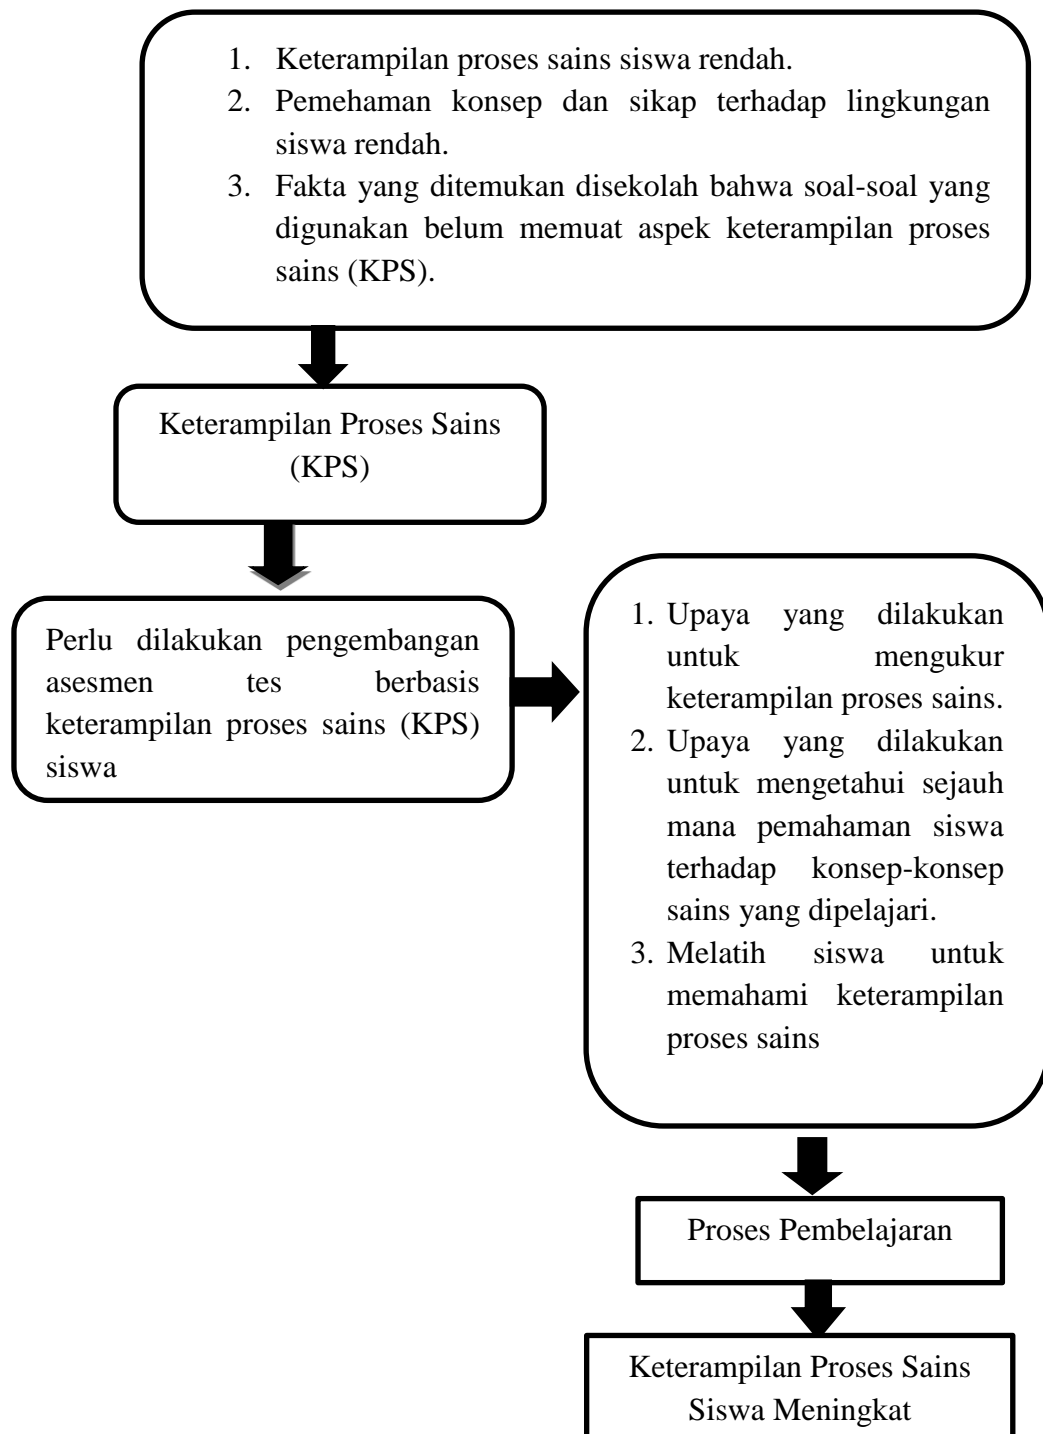 1. Keterampilan proses sains siswa rendah.
2. Pemehaman konsep dan sikap terhadap lingkungan
siswa rendah.
3. Fakta yang ditemukan disekolah bahwa soal-soal yang
digunakan belum memuat aspek keterampilan proses
sains (KPS).
Keterampilan Proses Sains
(KPS)
Perlu dilakukan pengembangan
asesmen tes berbasis
keterampilan proses sains (KPS)
siswa
1. Upaya yang dilakukan
untuk mengukur
keterampilan proses sains.
2. Upaya yang dilakukan
untuk mengetahui sejauh
mana pemahaman siswa
terhadap konsep-konsep
sains yang dipelajari.
3. Melatih siswa untuk
memahami keterampilan
proses sains
Proses Pembelajaran
Keterampilan Proses Sains
Siswa Meningkat